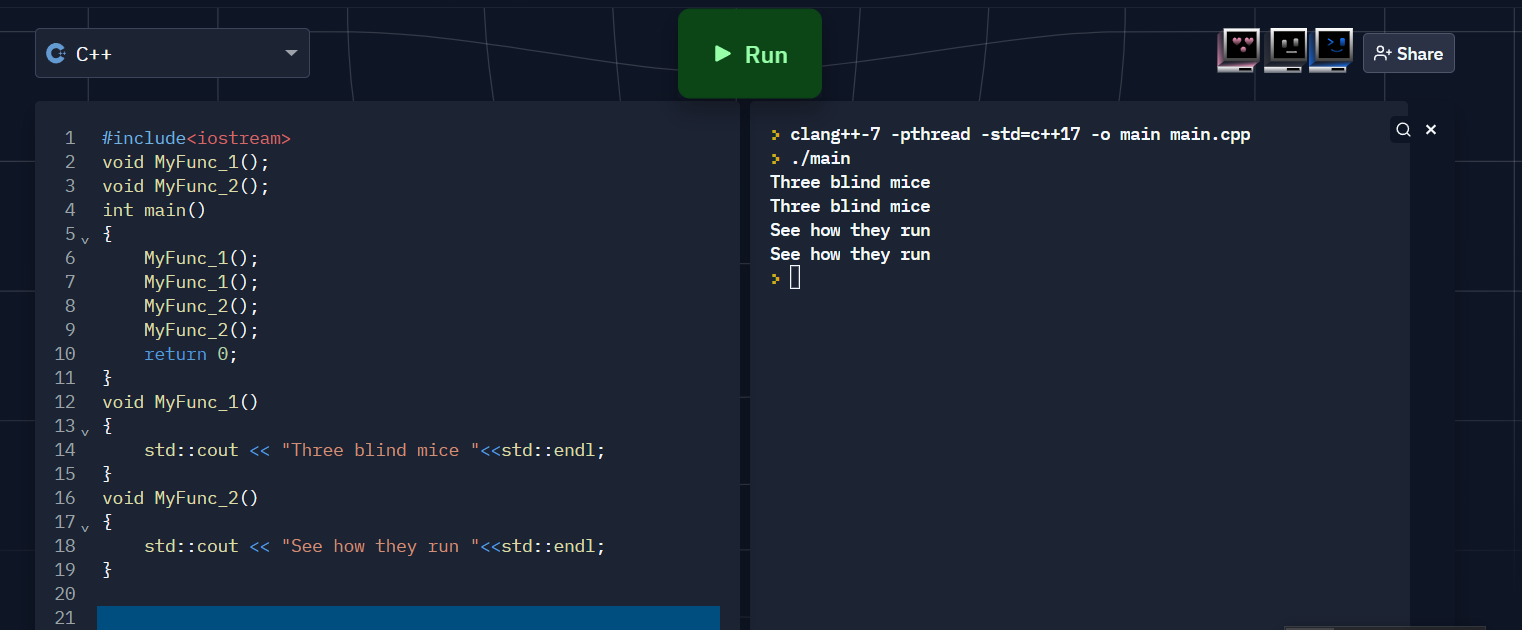 C++
Run
Share
1 #include<iostream>
2 void MyFunc_1();
3 void MyFunc_2();
4 int main()
5 {
6     MyFunc_1();
7     MyFunc_1();
8     MyFunc_2();
9     MyFunc_2();
10     return 0;
11 }
12 void MyFunc_1()
13 {
14     std::cout << "Three blind mice "<<std::endl;
15 }
16 void MyFunc_2()
17 {
18     std::cout << "See how they run "<<std::endl;
19 }
20
21
> clang++-7 -pthread -std=c++17 -o main main.cpp
> ./main
Three blind mice
Three blind mice
See how they run
See how they run
>